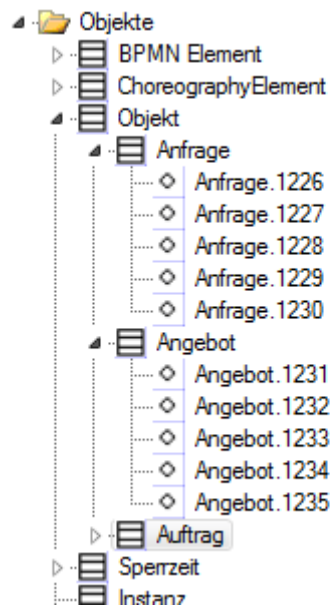 Objekte
BPMN Element
ChoreographyElement
Objekt
Anfrage
Anfrage.1226
Anfrage.1227
Anfrage.1228
Anfrage.1229
Anfrage.1230
Angebot
Angebot.1231
Angebot.1232
Angebot.1233
Angebot.1234
Angebot.1235
Auftrag
Sperrzeit
Instanz